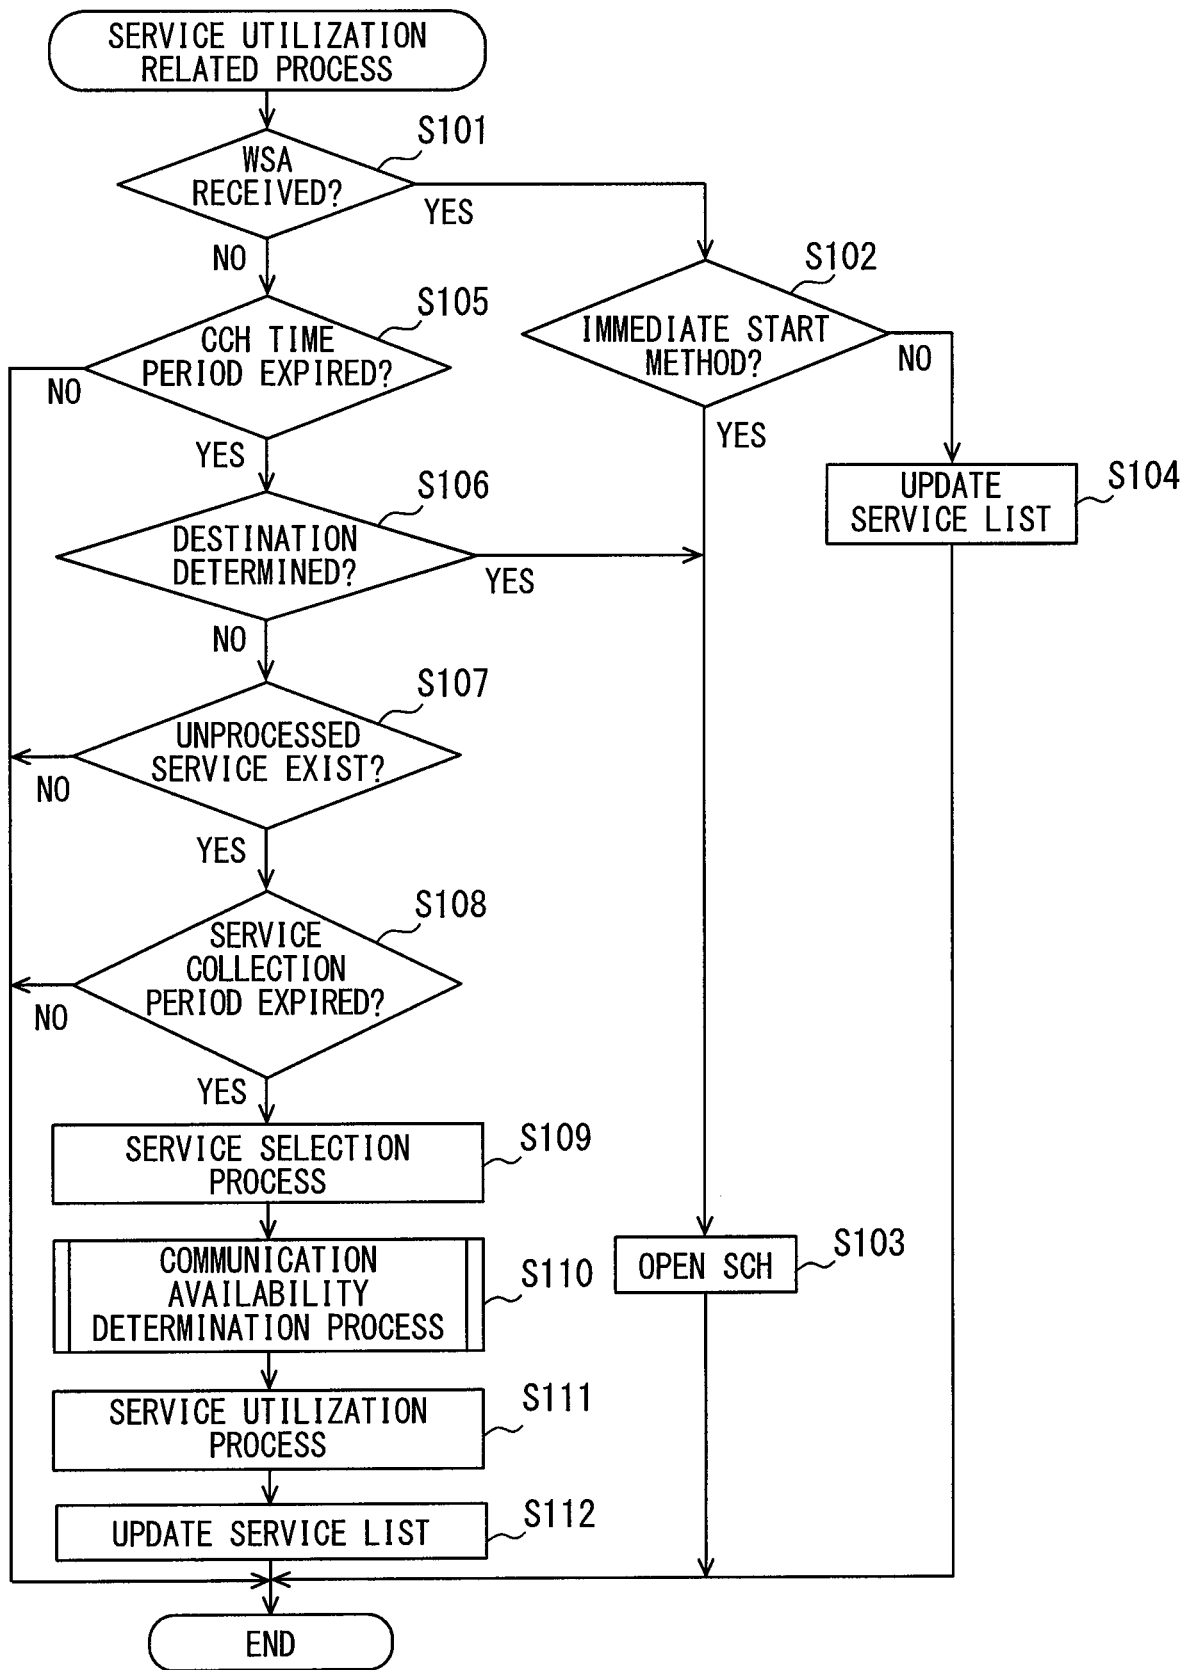 SERVICE UTILIZATION
RELATED PROCESS
S101
WSA
RECEIVED?
YES
NO
S102
IMMEDIATE START
METHOD?
NO
YES
S105
CCH TIME
PERIOD EXPIRED?
NO
YES
S104
UPDATE
SERVICE LIST
S106
DESTINATION
DETERMINED?
YES
NO
S107
UNPROCESSED
SERVICE EXIST?
NO
YES
S108
SERVICE
COLLECTION
PERIOD EXPIRED?
NO
YES
S109
SERVICE SELECTION
PROCESS
S110
COMMUNICATION
AVAILABILITY
DETERMINATION PROCESS
S103
OPEN SCH
S111
SERVICE UTILIZATION
PROCESS
S112
UPDATE SERVICE LIST
END